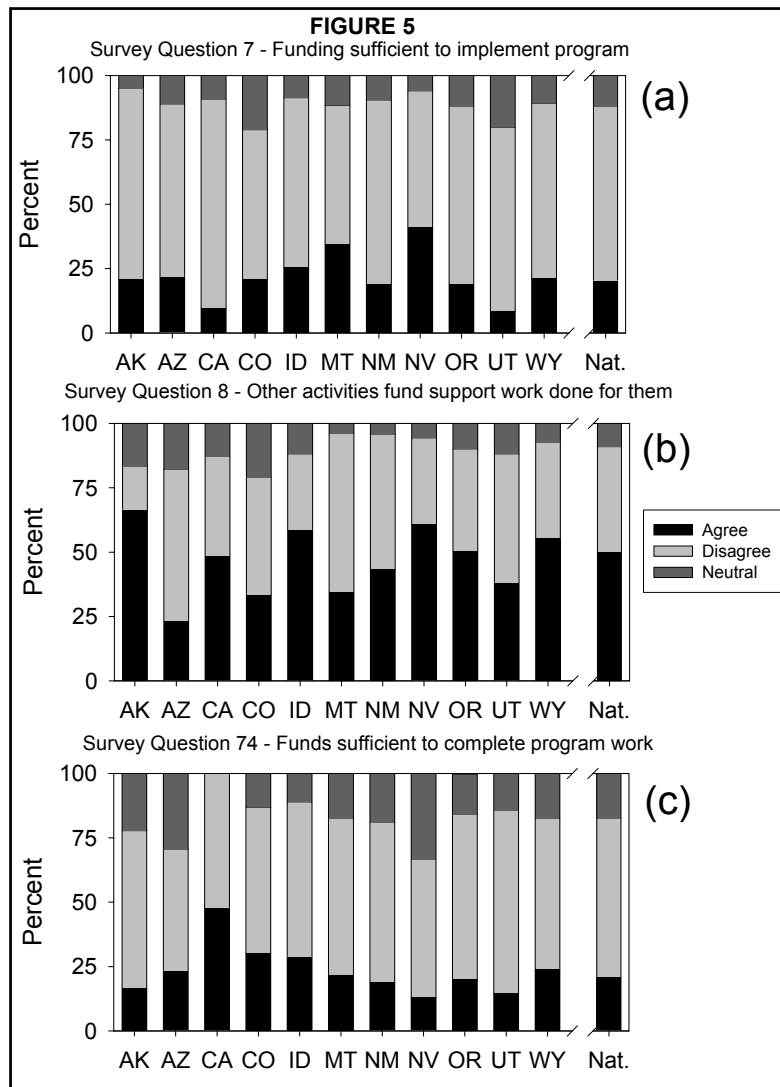 FIGURE 5
Survey Question 7 - Funding sufficient to implement program
(a)
Percent
100
75
50
25
0
AK AZ CA CO ID MT NM NV OR UT WY Nat.
Survey Question 8 - Other activities fund support work done for them
(b)
Percent
100
75
50
25
0
AK AZ CA CO ID MT NM NV OR UT WY Nat.
Agree
Disagree
Neutral
Survey Question 74 - Funds sufficient to complete program work
(c)
Percent
100
75
50
25
0
AK AZ CA CO ID MT NM NV OR UT WY Nat.